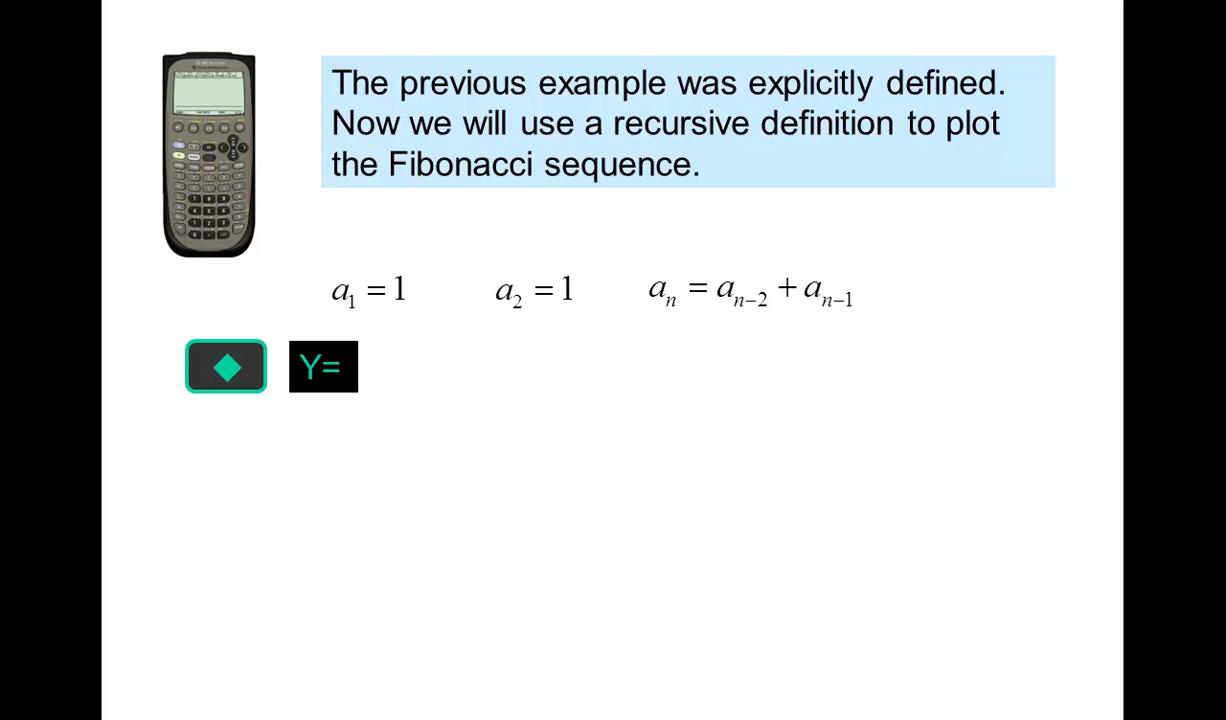 The previous example was explicitly defined.
Now we will use a recursive definition to plot
the Fibonacci sequence.
a₁ = 1 a₂ = 1 aₙ = aₙ₋₂ + aₙ₋₁
◆ Y=